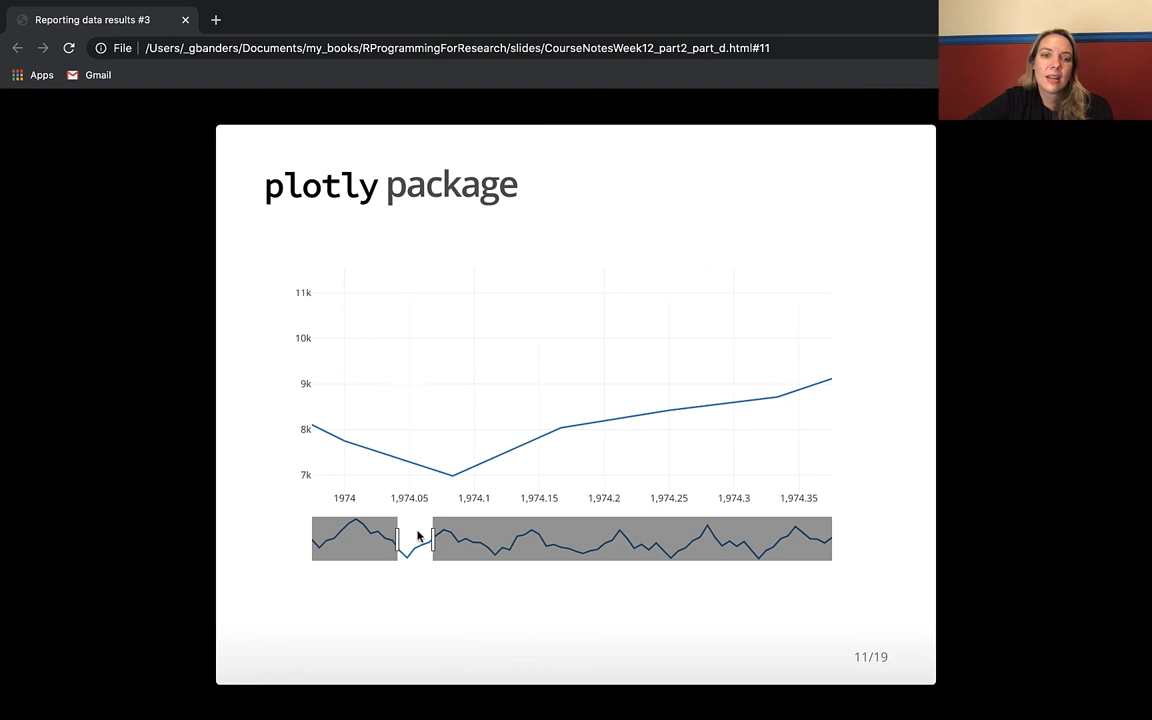 Reporting data results #3
File /Users/_gbanders/Documents/my_books/RProgrammingForResearch/slides/CourseNotesWeek12_part2_part_d.html#11
Apps Gmail
plotly package
11k
10k
9k
8k
7k
1974 1,974.05 1,974.1 1,974.15 1,974.2 1,974.25 1,974.3 1,974.35
11/19